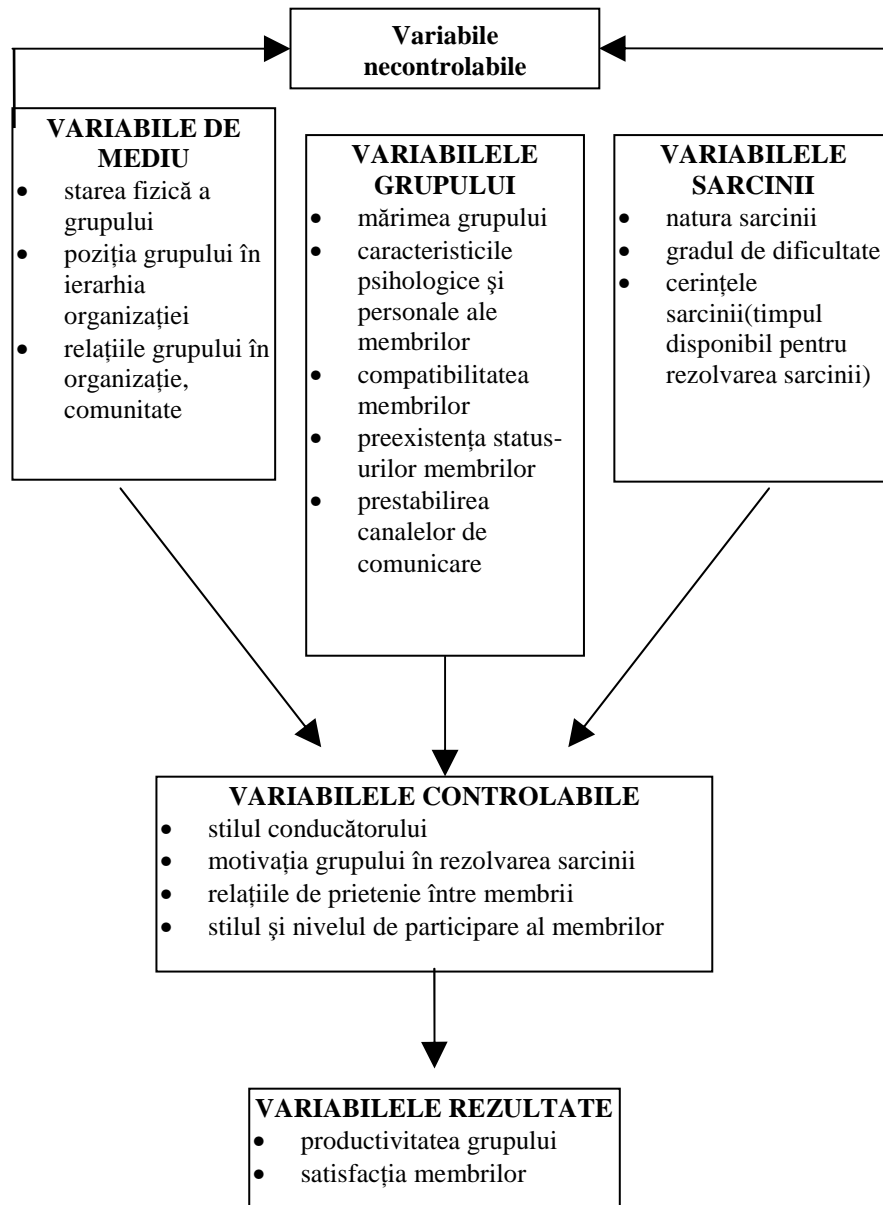 Variabile
necontrolabile
VARIABILE DE
MEDIU
• starea fizică a
grupului
• poziția grupului în
ierarhia
organizației
• relațiile grupului în
organizație,
comunitate
VARIABILELE
GRUPULUI
• mărimea grupului
• caracteristicile
psihologice şi
personale ale
membrilor
• compatibilitatea
membrilor
• preexistența status-
urilor membrilor
• prestabilirea
canalelor de
comunicare
VARIABILELE
SARCINII
• natura sarcinii
• gradul de dificultate
• cerințele
sarcinii(timpul
disponibil pentru
rezolvarea sarcinii)
VARIABILELE CONTROLABILE
• stilul conducătorului
• motivația grupului în rezolvarea sarcinii
• relațiile de prietenie între membrii
• stilul şi nivelul de participare al membrilor
VARIABILELE REZULTATE
• productivitatea grupului
• satisfacția membrilor